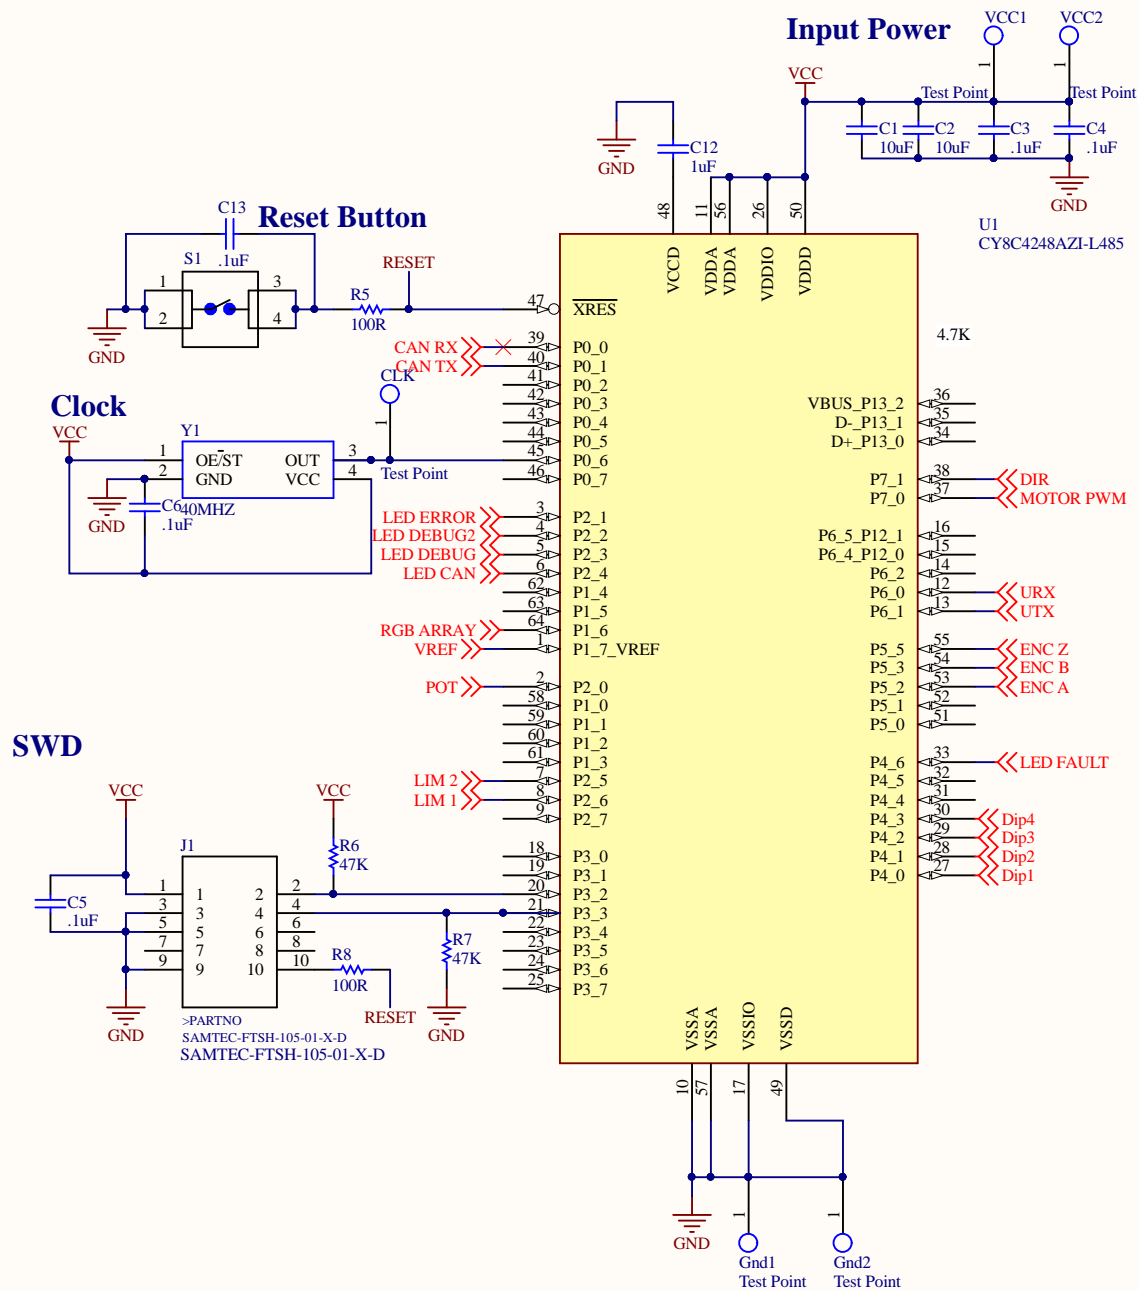 Input Power
VCC1
VCC2
1
1
VCC
Test Point
Test Point
C1
10uF
C2
10uF
C3
.1uF
C4
.1uF
GND
GND
C12
1uF
48
11
56
26
50
VCCD
VDDA
VDDA
VDDIO
VDDD
U1
CY8C4248AZI-L485
4.7K
Reset Button
C13
.1uF
S1
1
2
3
4
GND
R5
100R
RESET
47
XRES
CAN RX
39
P0_0
CAN TX
40
P0_1
41
P0_2
42
P0_3
43
P0_4
44
P0_5
45
P0_6
46
P0_7
Clock
VCC
Y1
1
OE/ST
OUT
3
2
GND
VCC
4
GND
C6
.1uF
40MHZ
CLK
1
Test Point
LED ERROR
3
P2_1
LED DEBUG2
4
P2_2
LED DEBUG
5
P2_3
LED CAN
6
P2_4
62
P1_4
63
P1_5
RGB ARRAY
64
P1_6
VREF
1
P1_7_VREF
POT
2
P2_0
58
P1_0
59
P1_1
60
P1_2
61
P1_3
LIM 2
7
P2_5
LIM 1
8
P2_6
9
P2_7
18
P3_0
19
P3_1
20
P3_2
21
P3_3
22
P3_4
23
P3_5
24
P3_6
25
P3_7
VBUS_P13_2
36
D-_P13_1
35
D+_P13_0
34
P7_1
38
DIR
P7_0
37
MOTOR PWM
P6_5_P12_1
16
P6_4_P12_0
15
P6_2
14
P6_0
12
URX
P6_1
13
UTX
P5_5
55
ENC Z
P5_3
54
ENC B
P5_2
53
ENC A
P5_1
52
P5_0
51
P4_6
33
LED FAULT
P4_5
32
P4_4
31
P4_3
30
Dip4
P4_2
29
Dip3
P4_1
28
Dip2
P4_0
27
Dip1
SWD
VCC
VCC
J1
R6
47K
C5
.1uF
1
1
2
2
3
3
4
4
5
5
6
6
7
7
8
8
9
9
10
10
R7
47K
R8
100R
RESET
GND
GND
>PARTNO
SAMTEC-FTSH-105-01-X-D
SAMTEC-FTSH-105-01-X-D
VSSA
VSSA
VSSIO
VSSD
10
57
17
49
GND
1
1
Gnd1
Test Point
Gnd2
Test Point